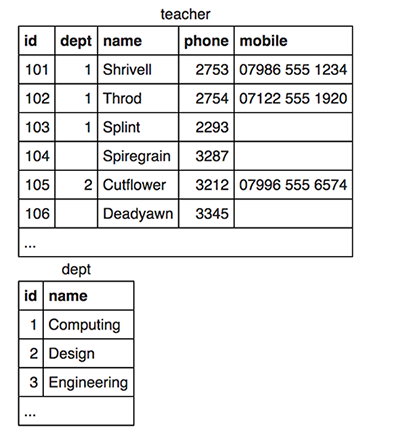 teacher
id dept name phone mobile
101 1 Shrivell 2753 07986 555 1234
102 1 Throd 2754 07122 555 1920
103 1 Splint 2293
104 Spiregrain 3287
105 2 Cutflower 3212 07996 555 6574
106 Deadyawn 3345
...
dept
id name
1 Computing
2 Design
3 Engineering
...